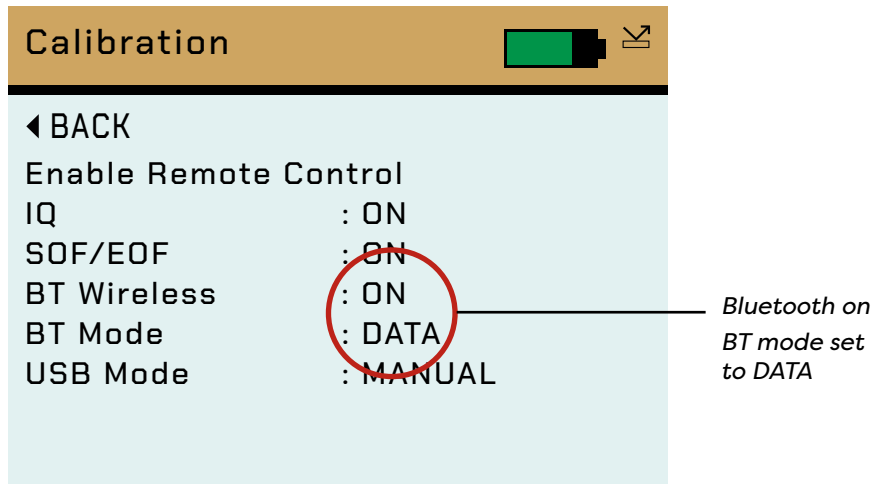 Calibration
BACK
Enable Remote Control
IQ : ON
SOF/EOF : ON
BT Wireless : ON
BT Mode : DATA
USB Mode : MANUAL
Bluetooth on
BT mode set
to DATA